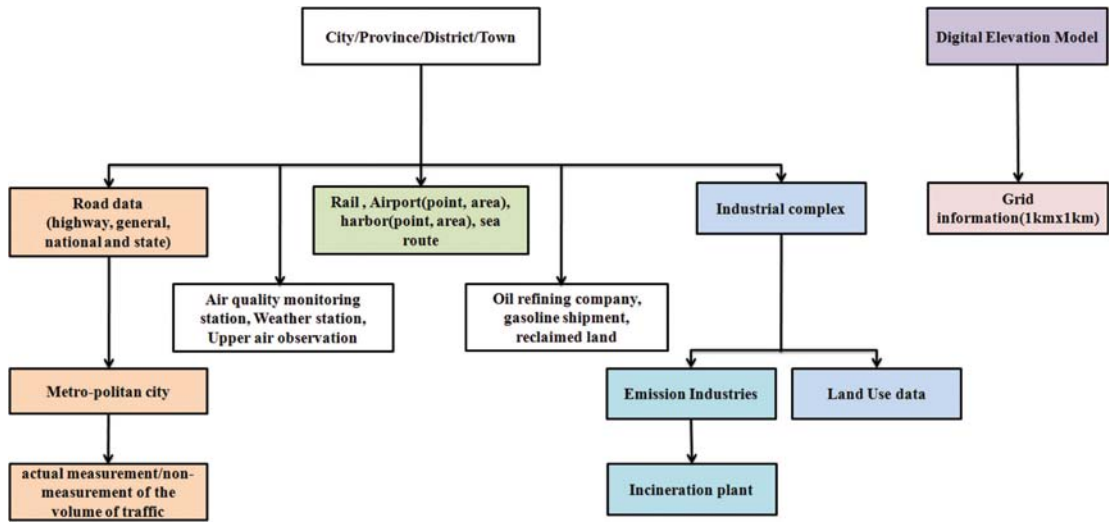 City/Province/District/Town
Digital Elevation Model
Road data
(highway, general,
national and state)
Rail , Airport(point, area),
harbor(point, area), sea
route
Industrial complex
Grid
information(1kmx1km)
Air quality monitoring
station, Weather station,
Upper air observation
Oil refining company,
gasoline shipment,
reclaimed land
Metro-politan city
Emission Industries
Land Use data
actual measurement/non-
measurement of the
volume of traffic
Incineration plant